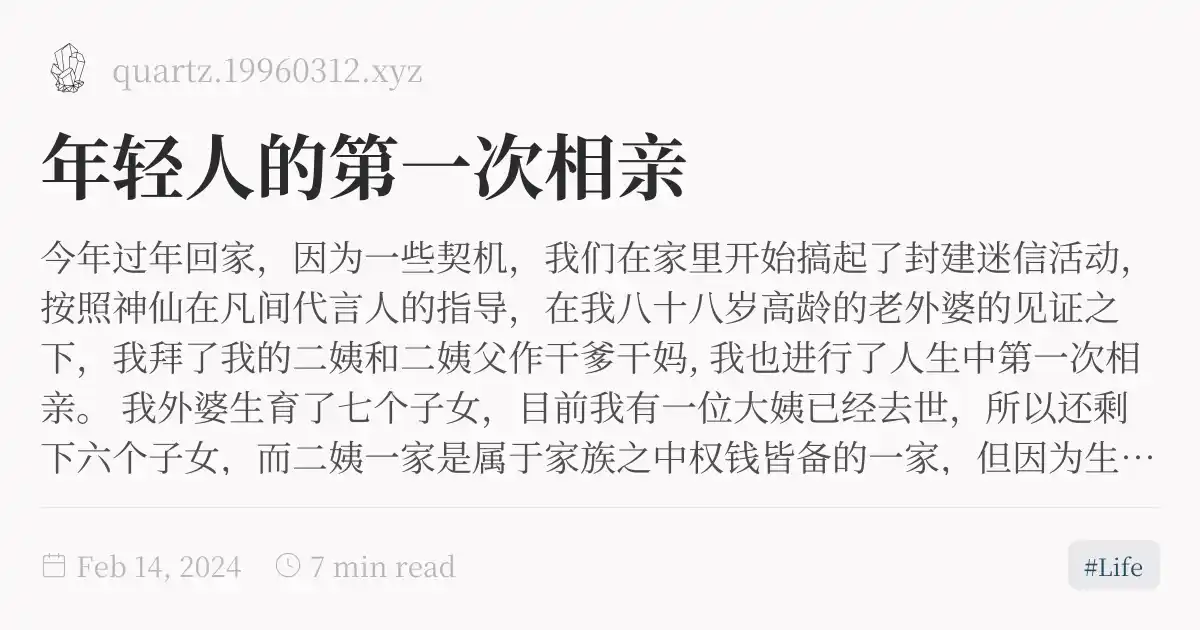 quartz.19960312.xyz
年轻人的第一次相亲
今年过年回家，因为一些契机，我们在家里开始搞起了封建迷信活动，
按照神仙在凡间代言人的指导，在我八十八岁高龄的老外婆的见证之
下，我拜了我的二姨和二姨父作干爹干妈, 我也进行了人生中第一次相
亲。 我外婆生育了七个子女，目前我有一位大姨已经去世，所以还剩
下六个子女，而二姨一家是属于家族之中权钱皆备的一家，但因为生…
Feb 14, 2024 7 min read #Life